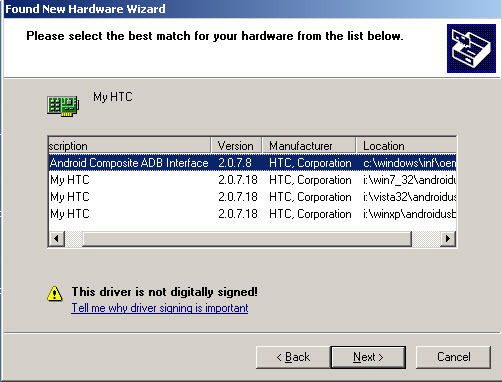 Found New Hardware Wizard
Please select the best match for your hardware from the list below.
My HTC
scription Version Manufacturer Location
Android Composite ADB Interface 2.0.7.8 HTC, Corporation c:\windows\inf\oem
My HTC 2.0.7.18 HTC, Corporation i:\win7_32\androidu
My HTC 2.0.7.18 HTC, Corporation i:\vista32\androidu
My HTC 2.0.7.18 HTC, Corporation i:\winxp\androidusb
This driver is not digitally signed!
Tell me why driver signing is important
< Back Next > Cancel